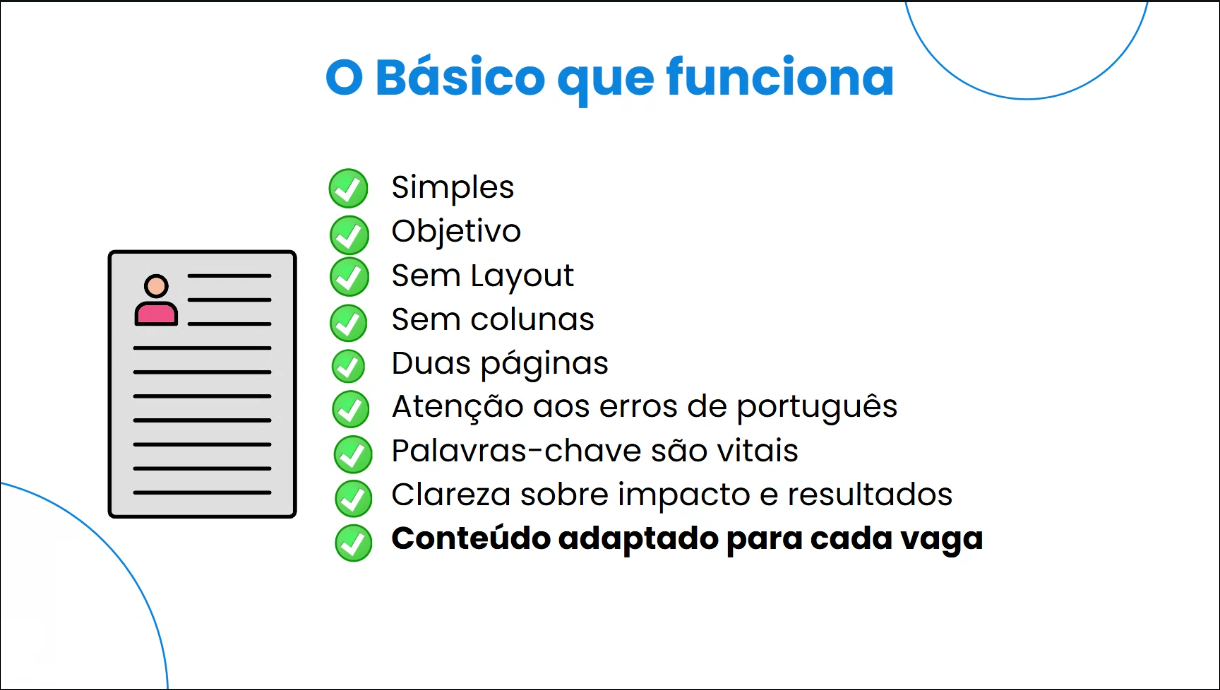 O Básico que funciona
Simples
Objetivo
Sem Layout
Sem colunas
Duas páginas
Atenção aos erros de português
Palavras-chave são vitais
Clareza sobre impacto e resultados
Conteúdo adaptado para cada vaga